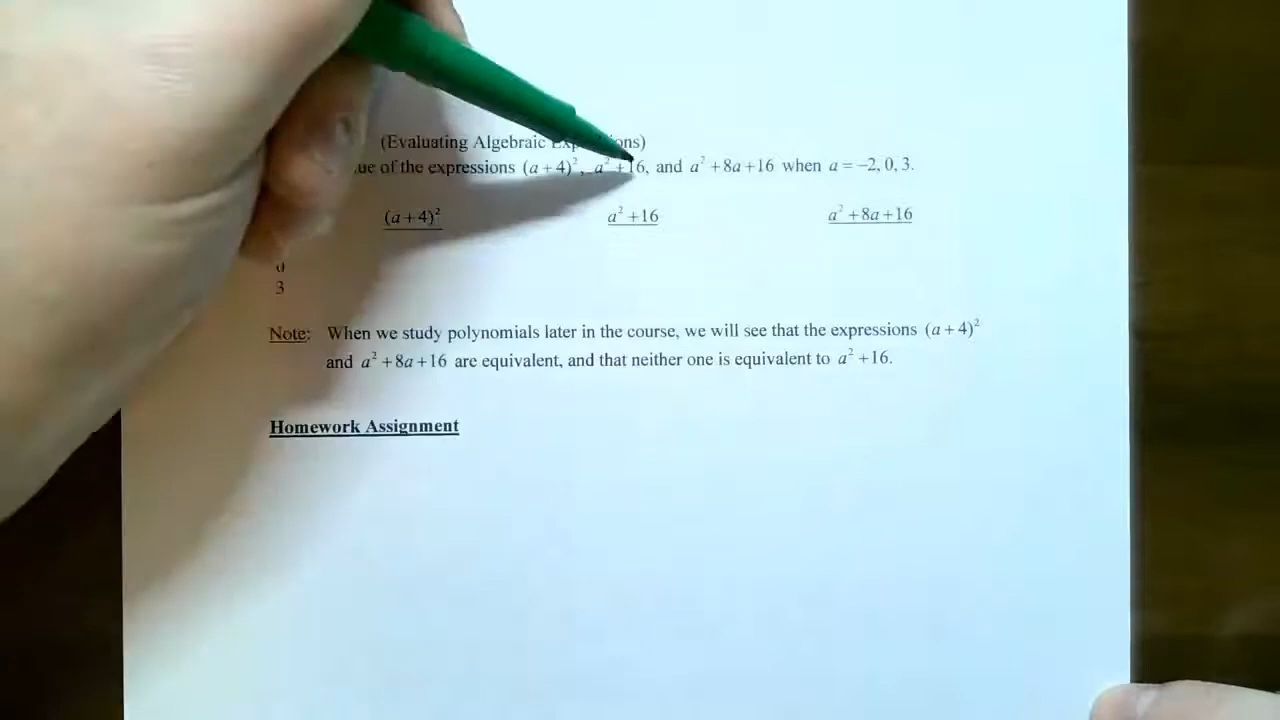 (Evaluating Algebraic
of the expressions (a + 4)², a² + 16, and a² + 8a + 16 when a = −2, 0, 3.
(a + 4)² a² + 16 a² + 8a + 16
3
Note: When we study polynomials later in the course, we will see that the expressions (a + 4)²
and a² + 8a + 16 are equivalent, and that neither one is equivalent to a² + 16.
Homework Assignment